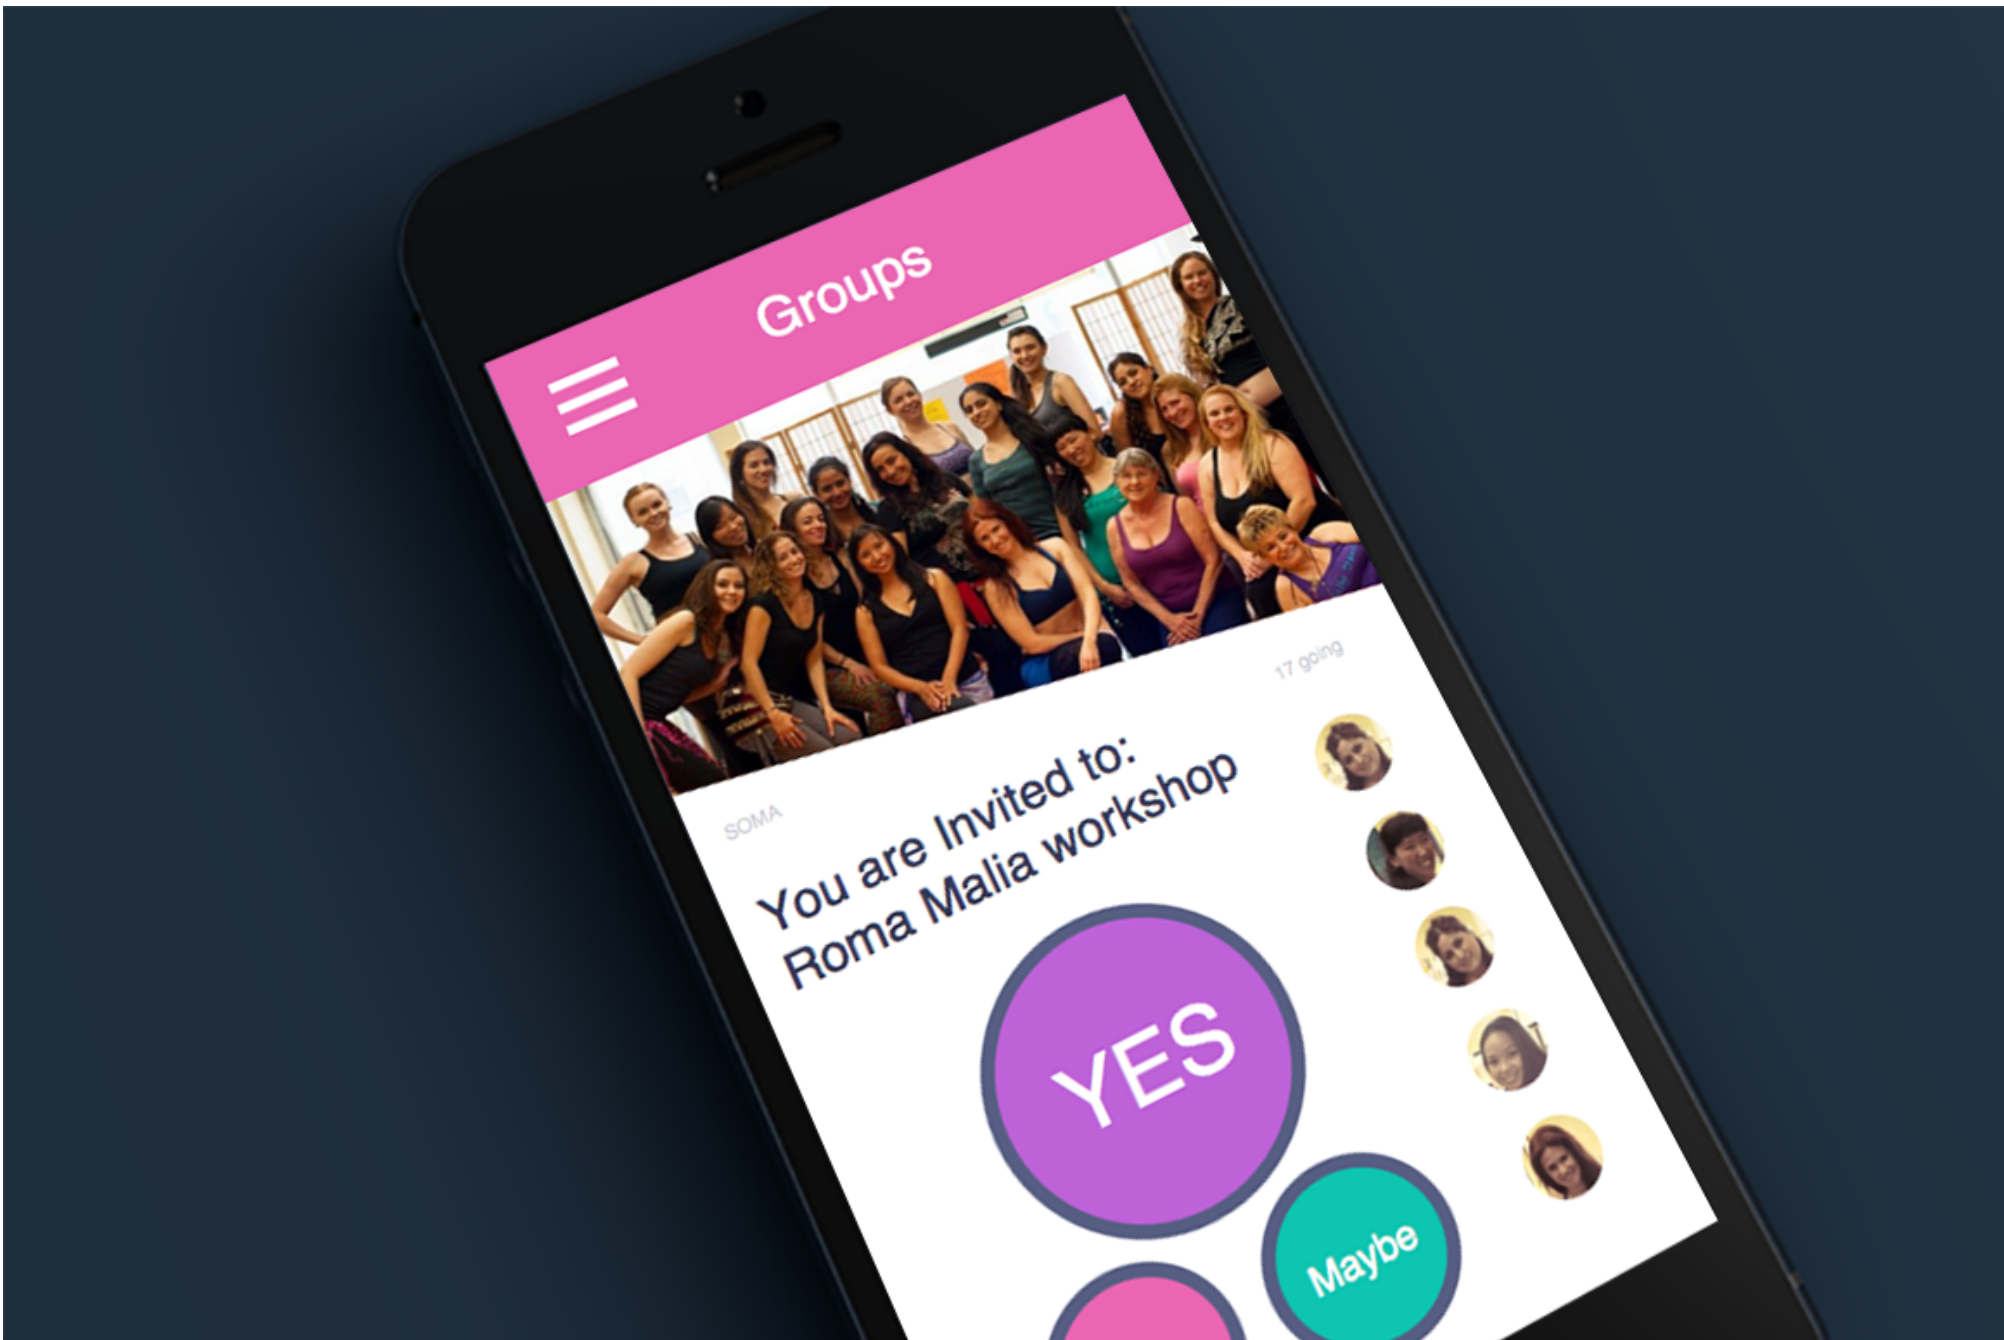 Groups
17 going
SOMA
You are Invited to:
Roma Malia workshop
YES
Maybe